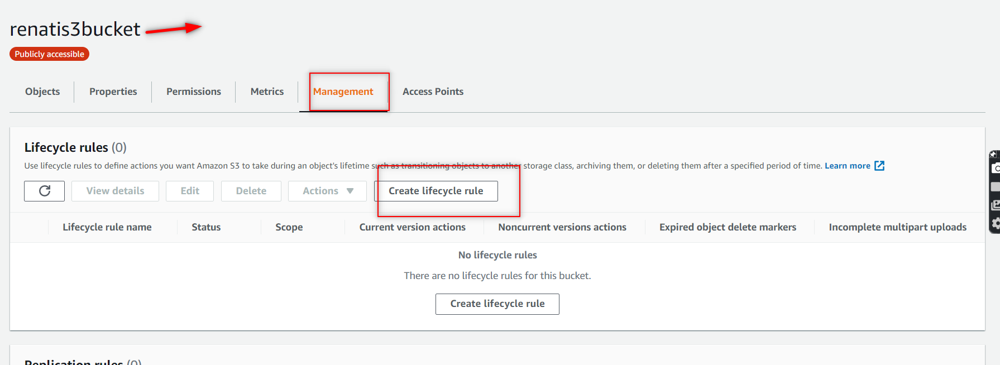 renatis3bucket
Publicly accessible
Objects Properties Permissions Metrics Management Access Points
Lifecycle rules (0)
Use lifecycle rules to define actions you want Amazon S3 to take during an object's lifetime such as transitioning objects to another storage class, archiving them, or deleting them after a specified period of time. Learn more
View details Edit Delete Actions Create lifecycle rule
Lifecycle rule name Status Scope Current version actions Noncurrent versions actions Expired object delete markers Incomplete multipart uploads
No lifecycle rules
There are no lifecycle rules for this bucket.
Create lifecycle rule
Replication rules (0)